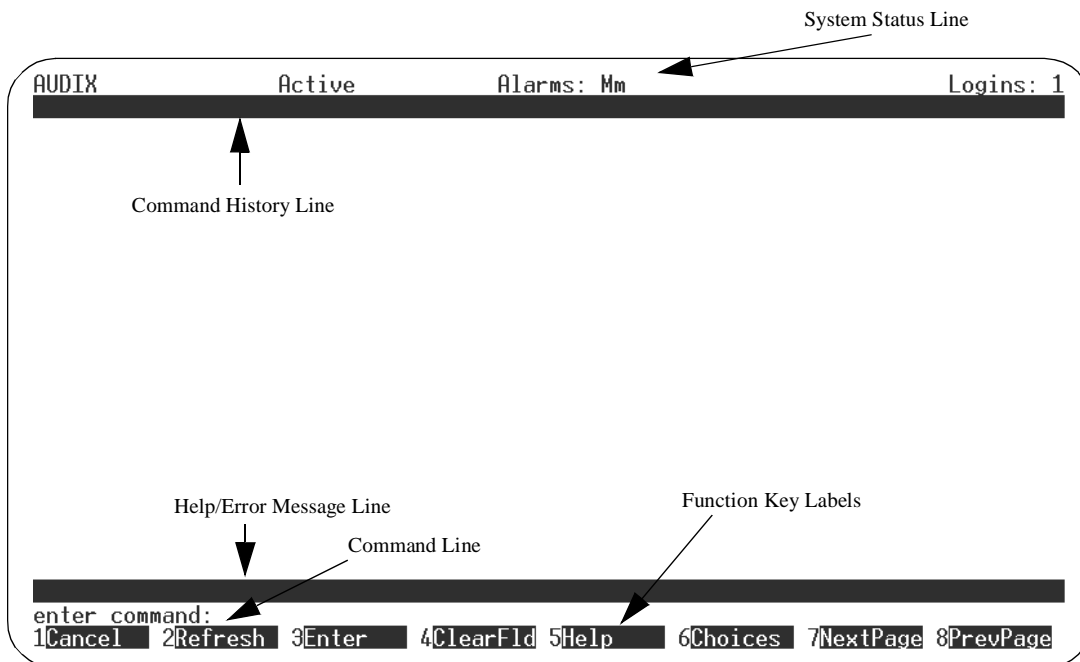 System Status Line
AUDIX Active Alarms: Mm Logins: 1
Command History Line
Help/Error Message Line
Function Key Labels
Command Line
enter command:
1Cancel 2Refresh 3Enter 4ClearFld 5Help 6Choices 7NextPage 8PrevPage